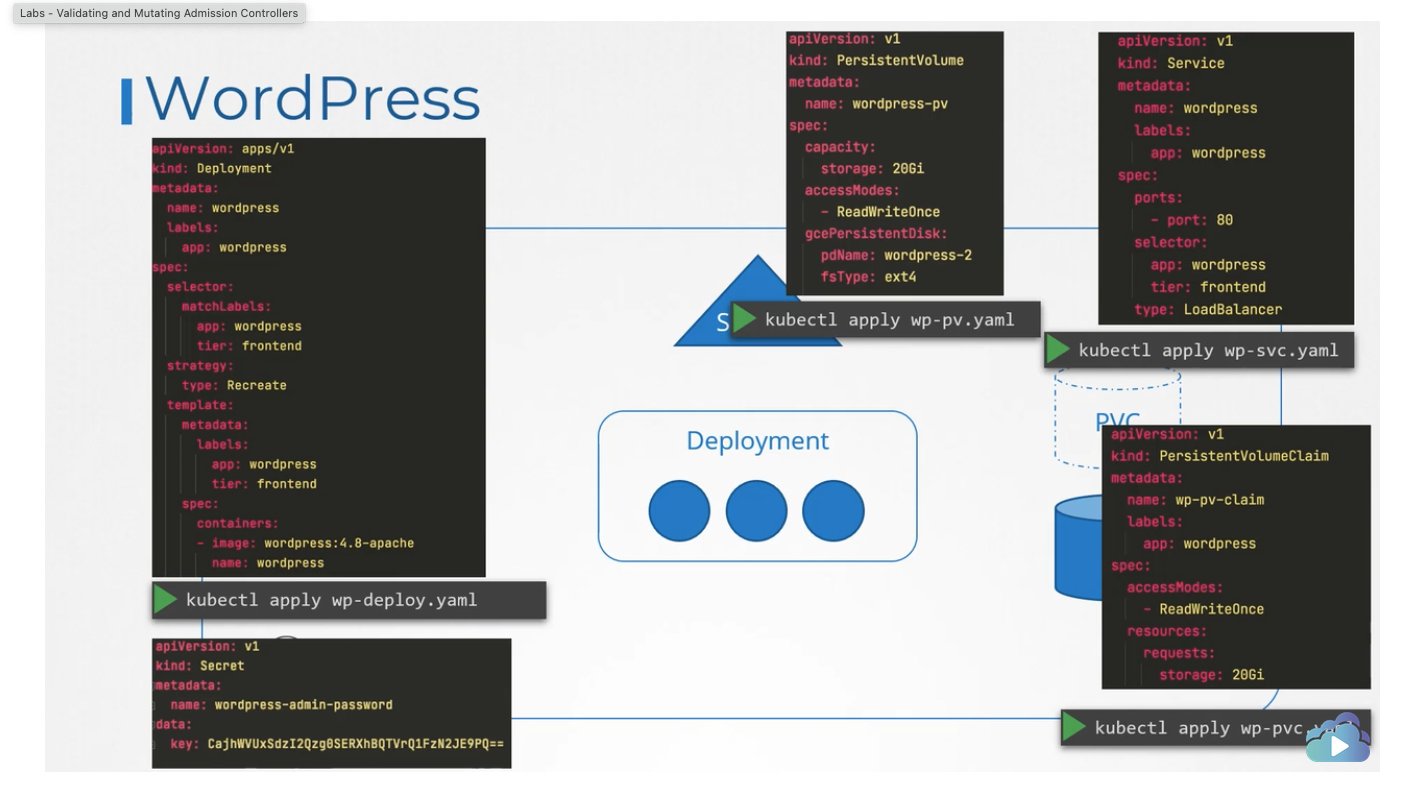 Labs - Validating and Mutating Admission Controllers
WordPress
apiVersion: apps/v1
kind: Deployment
metadata:
  name: wordpress
  labels:
    app: wordpress
spec:
  selector:
    matchLabels:
      app: wordpress
      tier: frontend
  strategy:
    type: Recreate
  template:
    metadata:
      labels:
        app: wordpress
        tier: frontend
    spec:
      containers:
      - image: wordpress:4.8-apache
        name: wordpress
kubectl apply wp-deploy.yaml
apiVersion: v1
kind: Secret
metadata:
  name: wordpress-admin-password
data:
  key: CajhWVUxSdzI2Qzg0SERXhBQTVrQ1FzN2JE9PQ==
apiVersion: v1
kind: PersistentVolume
metadata:
  name: wordpress-pv
spec:
  capacity:
    storage: 20Gi
  accessModes:
    - ReadWriteOnce
  gcePersistentDisk:
    pdName: wordpress-2
    fsType: ext4
S
kubectl apply wp-pv.yaml
Deployment
apiVersion: v1
kind: Service
metadata:
  name: wordpress
  labels:
    app: wordpress
spec:
  ports:
    - port: 80
  selector:
    app: wordpress
    tier: frontend
  type: LoadBalancer
kubectl apply wp-svc.yaml
PVC
apiVersion: v1
kind: PersistentVolumeClaim
metadata:
  name: wp-pv-claim
  labels:
    app: wordpress
spec:
  accessModes:
    - ReadWriteOnce
  resources:
    requests:
      storage: 20Gi
kubectl apply wp-pvc.